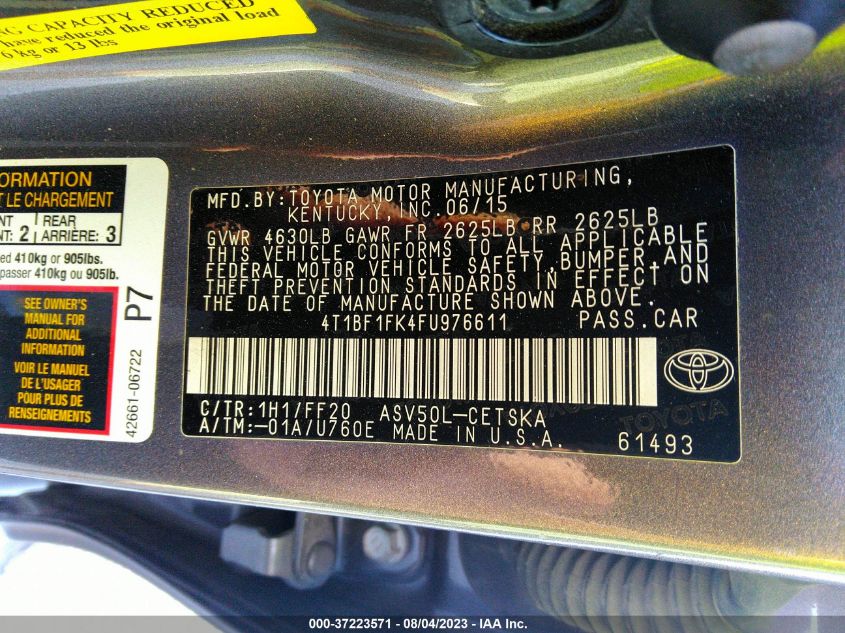 NG CAPACITY REDUCED
have reduced the original load
6 kg or 13 lbs
ORMATION
T LE CHARGEMENT
NT REAR
NT: 2 ARRIÈRE: 3
ed 410kg or 905lbs.
passer 410kg ou 905lb.
SEE OWNER'S
MANUAL FOR
ADDITIONAL
INFORMATION
VOIR LE MANUEL
DE L'USAGER
POUR PLUS DE
RENSEIGNEMENTS
P7
42661-06722
MFD.BY:TOYOTA MOTOR MANUFACTURING,
KENTUCKY, INC. 06/15
GVWR 4630LB GAWR FR 2625LB RR 2625LB
THIS VEHICLE CONFORMS TO ALL APPLICABLE
FEDERAL MOTOR VEHICLE SAFETY,BUMPER,AND
THEFT PREVENTION STANDARDS IN EFFECT ON
THE DATE OF MANUFACTURE SHOWN ABOVE.
4T1BF1FK4FU976611 PASS.CAR
C/TR:1H1/FF20 ASV50L-CETSKA
A/TM:-01A/U760E MADE IN U.S.A.
TOYOTA
61493
000-37223571 — 08/04/2023 - IAA Inc.